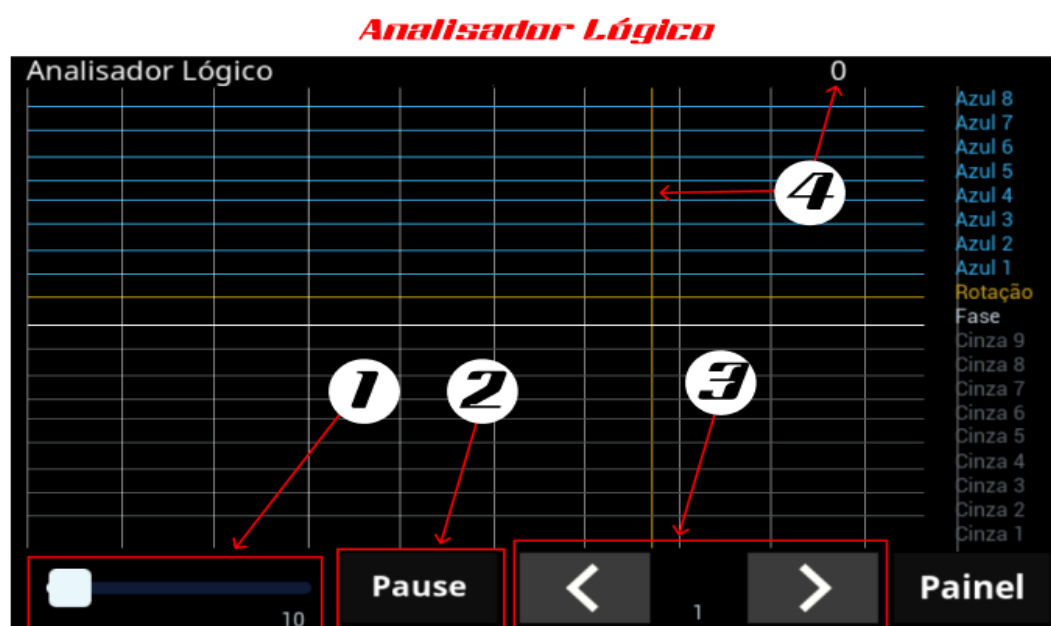 Analisador Lógico
Analisador Lógico
0
Azul 8
Azul 7
Azul 6
Azul 5
Azul 4
Azul 3
Azul 2
Azul 1
Rotação
Fase
Cinza 9
Cinza 8
Cinza 7
Cinza 6
Cinza 5
Cinza 4
Cinza 3
Cinza 2
Cinza 1
4
1
2
3
10
Pause
<
1
>
Painel